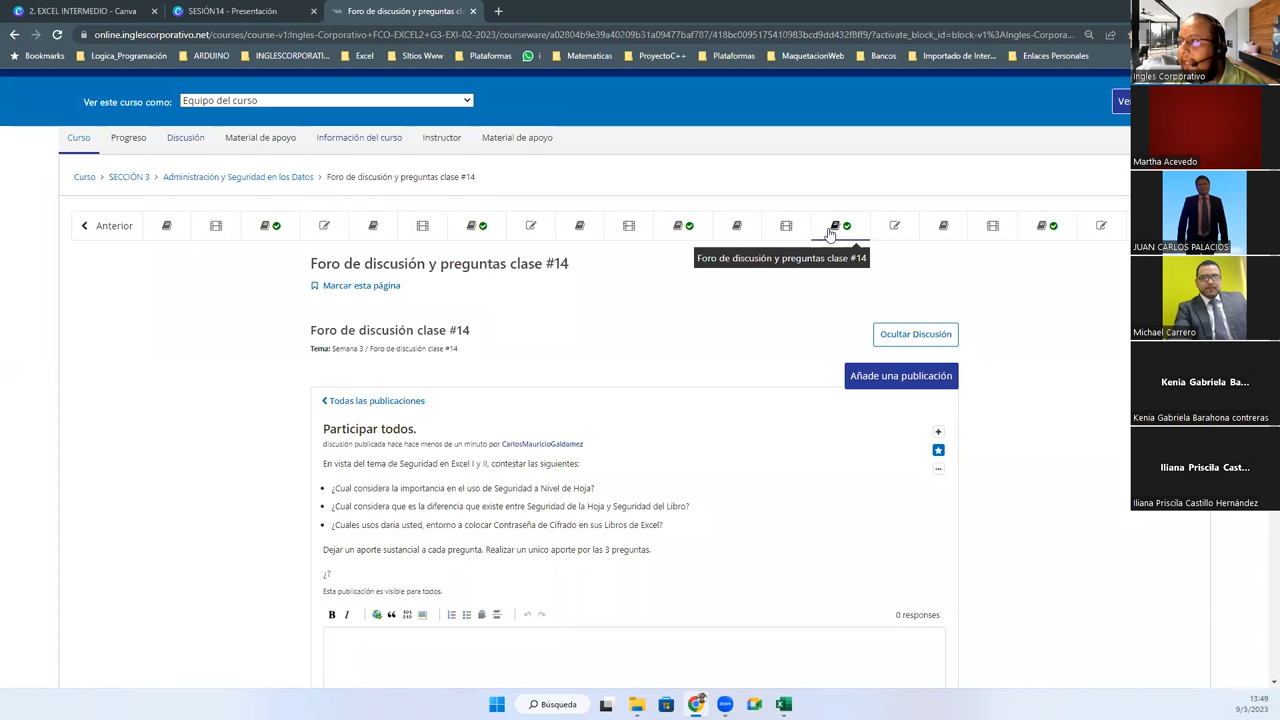 2. EXCEL INTERMEDIO - Canva
SESIÓN14 - Presentación
Foro de discusión y preguntas cla
online.inglescorporativo.net/courses/course-v1:Ingles-Corporativo+FCO-EXCEL2+G3-EXI-02-2023/courseware/a02804b9e39a40209b31a09477baf787/418bc0095175410983bcd9dd432f8ff9/?activate_block_id=block-v1%3AIngles-Corpora...
Bookmarks
Logica_Programación
ARDUINO
INGLESCORPORATI...
Excel
SItios Www
Plataformas
Matematicas
ProyectoC++
Plataformas
MaquetacionWeb
Bancos
Importado de Inter...
Enlaces Personales
Ver este curso como:
Equipo del curso
Ve
Curso
Progreso
Discusión
Material de apoyo
Información del curso
Instructor
Material de apoyo
Curso
SECCIÓN 3
Administración y Seguridad en los Datos
Foro de discusión y preguntas clase #14
Anterior
Foro de discusión y preguntas clase #14
Foro de discusión y preguntas clase #14
Marcar esta página
Foro de discusión clase #14
Ocultar Discusión
Tema: Semana 3 / Foro de discusión clase #14
Añade una publicación
Todas las publicaciones
Participar todos.
discusión publicada hace hace menos de un minuto por CarlosMauricioGaldamez
En vista del tema de Seguridad en Excel I y II, contestar las siguientes:
• ¿Cual considera la importancia en el uso de Seguridad a Nivel de Hoja?
• ¿Cual considera que es la diferencia que existe entre Seguridad de la Hoja y Seguridad del Libro?
• ¿Cuales usos daria usted, entorno a colocar Contraseña de Cifrado en sus Libros de Excel?
Dejar un aporte sustancial a cada pregunta. Realizar un unico aporte por las 3 preguntas.
¿?
Esta publicación es visible para todos.
B I
0 responses
Ingles Corporativo
Martha Acevedo
JUAN CARLOS PALACIOS
Michael Carrero
Kenia Gabriela Ba...
Kenia Gabriela Barahona contreras
Iliana Priscila Cast...
Iliana Priscila Castillo Hernández
Búsqueda
13:49
9/3/2023